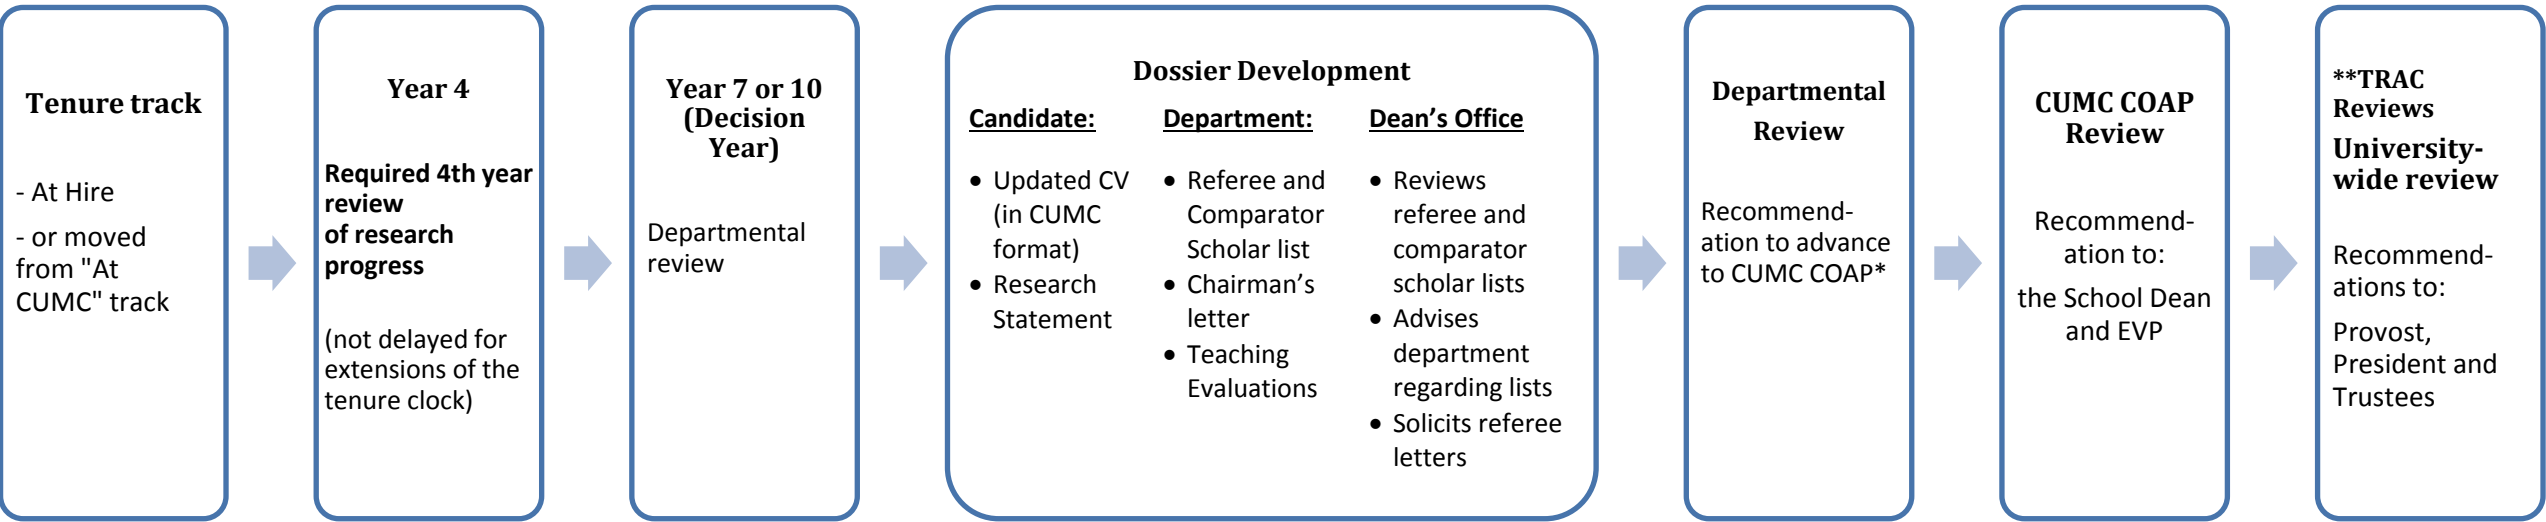 Tenure track
- At Hire
- or moved
from "At
CUMC" track
Year 4
Required 4th year
review
of research
progress
(not delayed for
extensions of the
tenure clock)
Year 7 or 10
(Decision
Year)
Departmental
review
Dossier Development
Candidate:
• Updated CV
(in CUMC
format)
• Research
Statement
Department:
• Referee and
Comparator
Scholar list
• Chairman’s
letter
• Teaching
Evaluations
Dean’s Office
• Reviews
referee and
comparator
scholar lists
• Advises
department
regarding lists
• Solicits referee
letters
Departmental
Review
Recommend-
ation to advance
to CUMC COAP*
CUMC COAP
Review
Recommend-
ation to:
the School Dean
and EVP
**TRAC
Reviews
University-
wide review
Recommend-
ations to:
Provost,
President and
Trustees